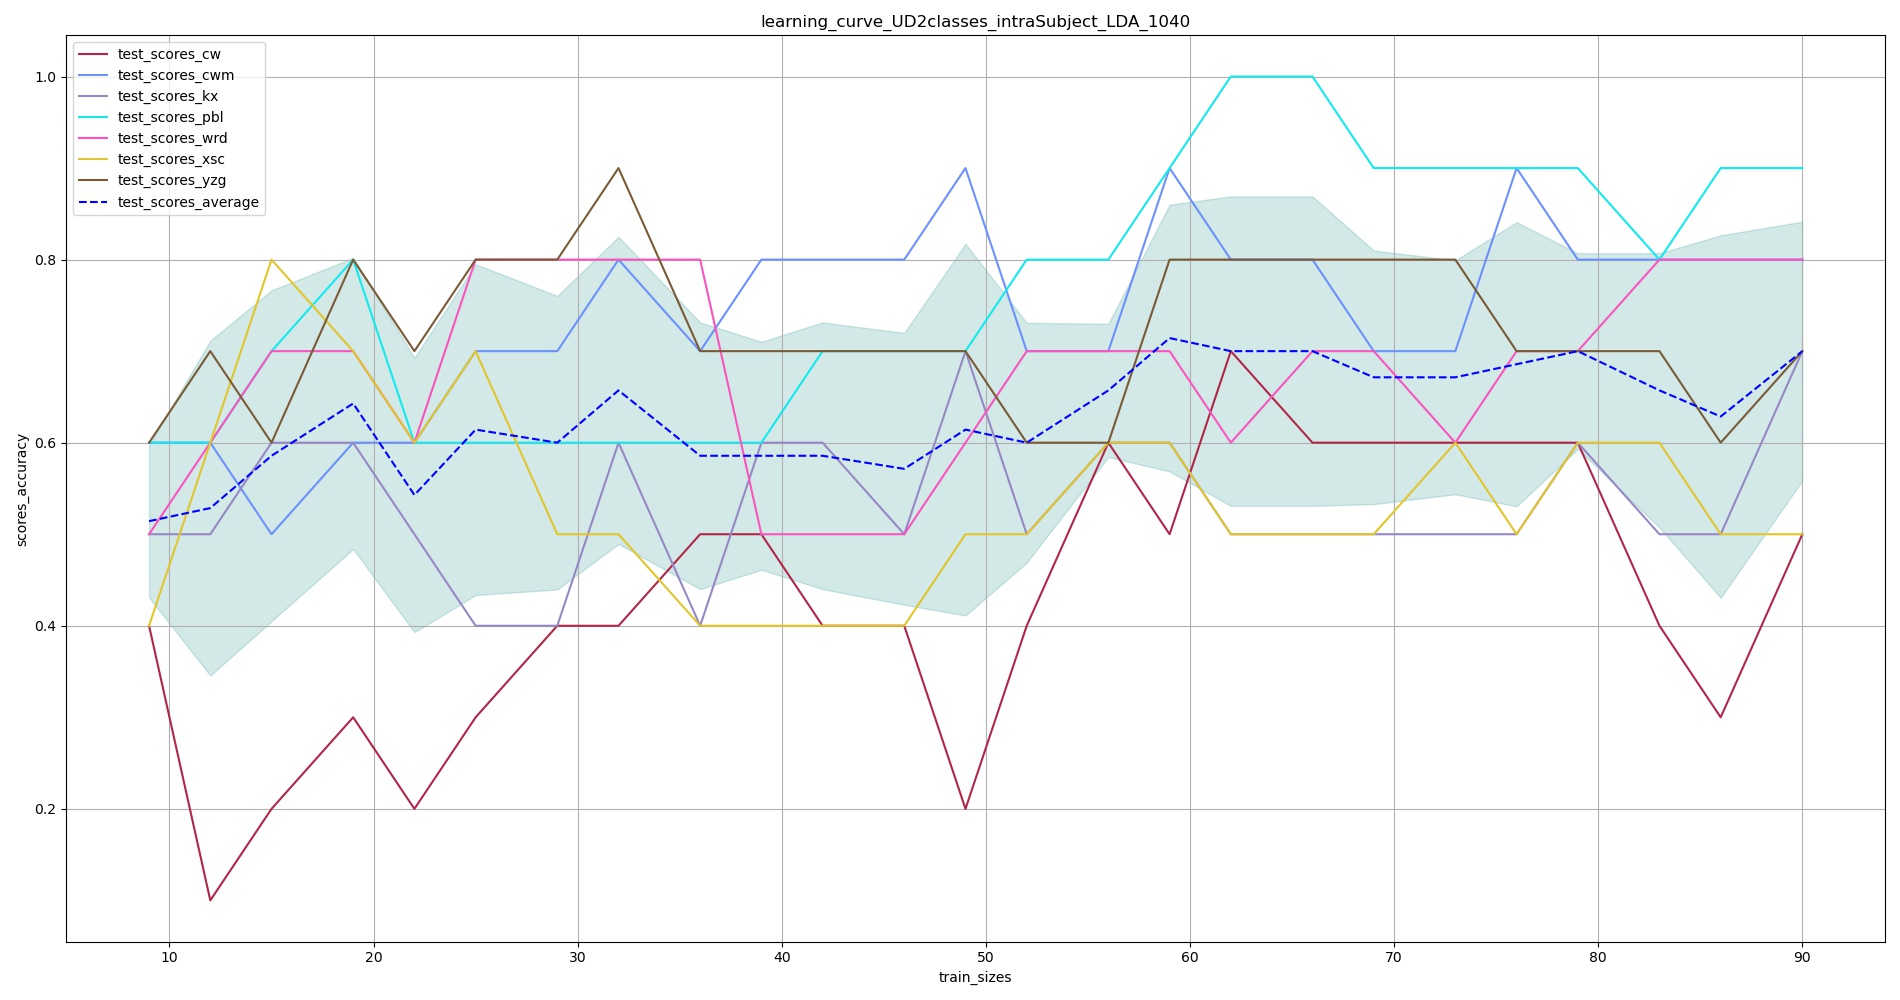 learning_curve_UD2classes_intraSubject_LDA_1040
test_scores_cw
test_scores_cwm
test_scores_kx
test_scores_pbl
test_scores_wrd
test_scores_xsc
test_scores_yzg
test_scores_average
scores_accuracy
1.0
0.8
0.6
0.4
0.2
10 20 30 40 50 60 70 80 90
train_sizes